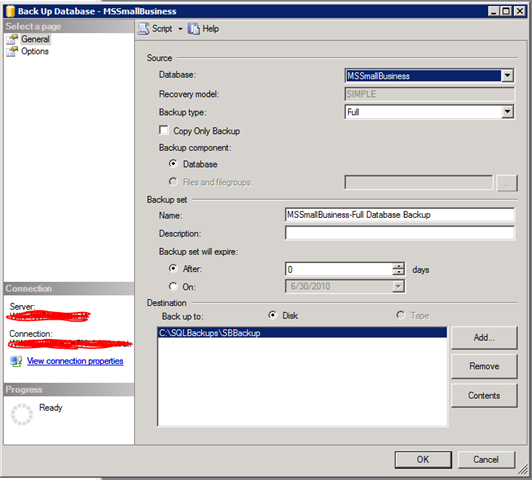 Back Up Database - MSSmallBusiness
Select a page
General
Options
Script Help
Source
Database: MSSmallBusiness
Recovery model: SIMPLE
Backup type: Full
Copy Only Backup
Backup component:
Database
Files and filegroups: ...
Backup set
Name: MSSmallBusiness-Full Database Backup
Description:
Backup set will expire:
After: 0 days
On: 6/30/2010
Destination
Back up to: Disk Tape
C:\SQLBackups\SBBackup
Add...
Remove
Contents
Connection
Server:
Connection:
View connection properties
Progress
Ready
OK Cancel